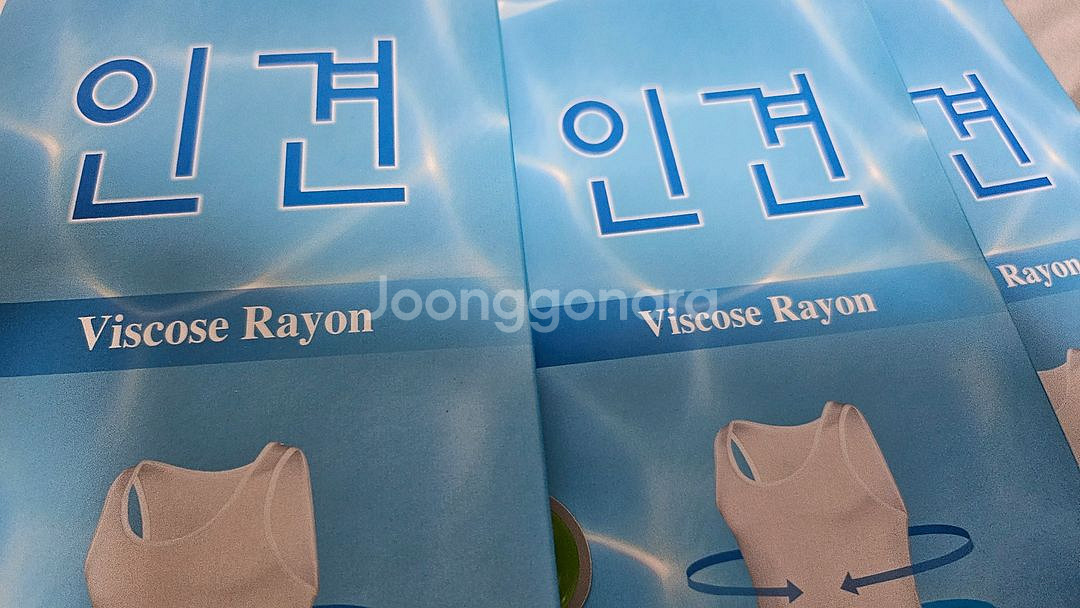 인견
Viscose Rayon
인견
Viscose Rayon
견
Rayon
Joonggonara